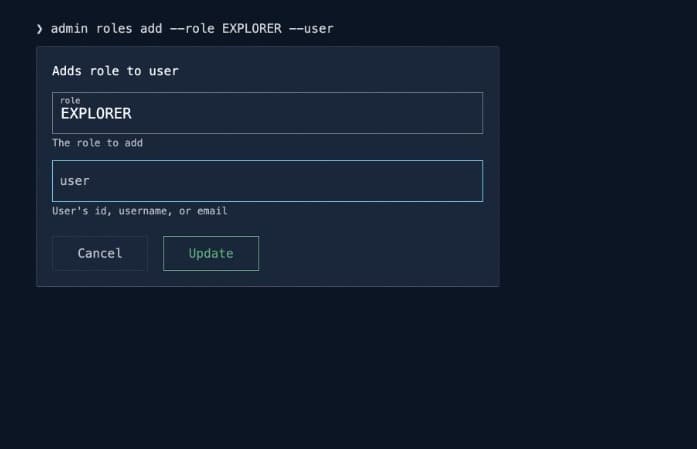 ❯ admin roles add --role EXPLORER --user
Adds role to user
role
EXPLORER
The role to add
user
User's id, username, or email
Cancel Update